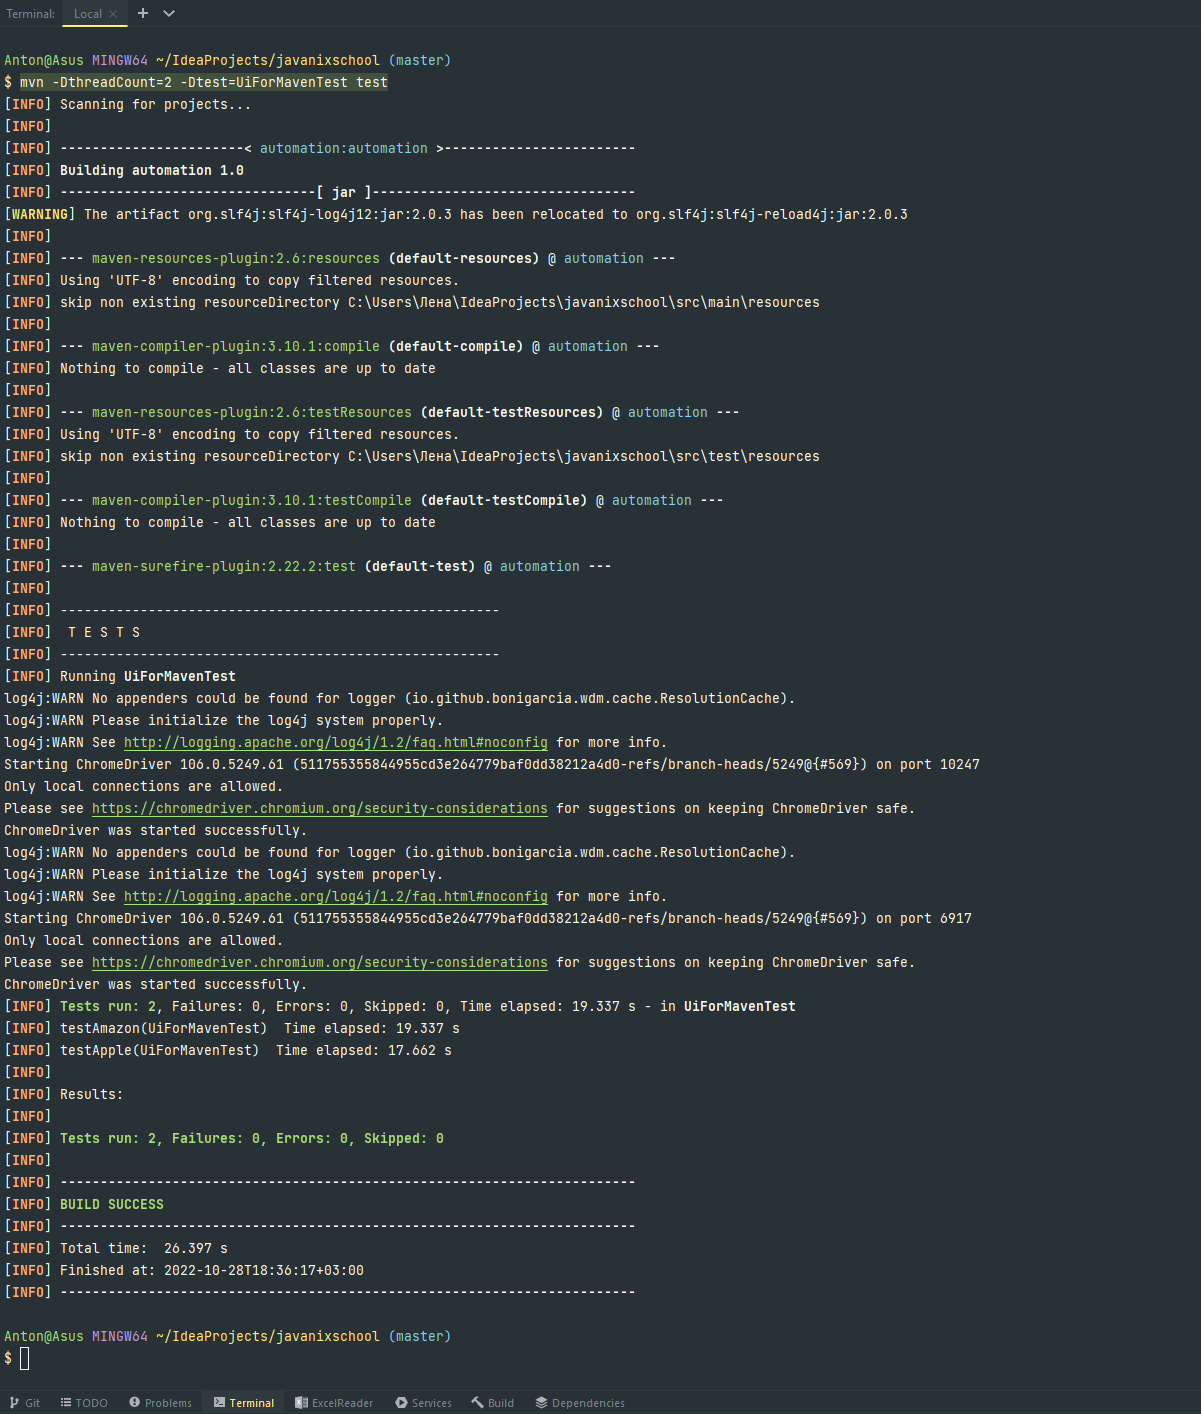 Terminal: Local × +
Anton@Asus MINGW64 ~/IdeaProjects/javanixschool (master)
$ mvn -DthreadCount=2 -Dtest=UiForMavenTest test
[INFO] Scanning for projects...
[INFO]
[INFO] -----------------------< automation:automation >------------------------
[INFO] Building automation 1.0
[INFO] --------------------------------[ jar ]---------------------------------
[WARNING] The artifact org.slf4j:slf4j-log4j12:jar:2.0.3 has been relocated to org.slf4j:slf4j-reload4j:jar:2.0.3
[INFO]
[INFO] --- maven-resources-plugin:2.6:resources (default-resources) @ automation ---
[INFO] Using 'UTF-8' encoding to copy filtered resources.
[INFO] skip non existing resourceDirectory C:\Users\Лена\IdeaProjects\javanixschool\src\main\resources
[INFO]
[INFO] --- maven-compiler-plugin:3.10.1:compile (default-compile) @ automation ---
[INFO] Nothing to compile - all classes are up to date
[INFO]
[INFO] --- maven-resources-plugin:2.6:testResources (default-testResources) @ automation ---
[INFO] Using 'UTF-8' encoding to copy filtered resources.
[INFO] skip non existing resourceDirectory C:\Users\Лена\IdeaProjects\javanixschool\src\test\resources
[INFO]
[INFO] --- maven-compiler-plugin:3.10.1:testCompile (default-testCompile) @ automation ---
[INFO] Nothing to compile - all classes are up to date
[INFO]
[INFO] --- maven-surefire-plugin:2.22.2:test (default-test) @ automation ---
[INFO]
[INFO] -------------------------------------------------------
[INFO]  T E S T S
[INFO] -------------------------------------------------------
[INFO] Running UiForMavenTest
log4j:WARN No appenders could be found for logger (io.github.bonigarcia.wdm.cache.ResolutionCache).
log4j:WARN Please initialize the log4j system properly.
log4j:WARN See http://logging.apache.org/log4j/1.2/faq.html#noconfig for more info.
Starting ChromeDriver 106.0.5249.61 (511755355844955cd3e264779baf0dd38212a4d0-refs/branch-heads/5249@{#569}) on port 10247
Only local connections are allowed.
Please see https://chromedriver.chromium.org/security-considerations for suggestions on keeping ChromeDriver safe.
ChromeDriver was started successfully.
log4j:WARN No appenders could be found for logger (io.github.bonigarcia.wdm.cache.ResolutionCache).
log4j:WARN Please initialize the log4j system properly.
log4j:WARN See http://logging.apache.org/log4j/1.2/faq.html#noconfig for more info.
Starting ChromeDriver 106.0.5249.61 (511755355844955cd3e264779baf0dd38212a4d0-refs/branch-heads/5249@{#569}) on port 6917
Only local connections are allowed.
Please see https://chromedriver.chromium.org/security-considerations for suggestions on keeping ChromeDriver safe.
ChromeDriver was started successfully.
[INFO] Tests run: 2, Failures: 0, Errors: 0, Skipped: 0, Time elapsed: 19.337 s - in UiForMavenTest
[INFO] testAmazon(UiForMavenTest)  Time elapsed: 19.337 s
[INFO] testApple(UiForMavenTest)  Time elapsed: 17.662 s
[INFO]
[INFO] Results:
[INFO]
[INFO] Tests run: 2, Failures: 0, Errors: 0, Skipped: 0
[INFO]
[INFO] ------------------------------------------------------------------------
[INFO] BUILD SUCCESS
[INFO] ------------------------------------------------------------------------
[INFO] Total time:  26.397 s
[INFO] Finished at: 2022-10-28T18:36:17+03:00
[INFO] ------------------------------------------------------------------------
Anton@Asus MINGW64 ~/IdeaProjects/javanixschool (master)
$
Git TODO Problems Terminal ExcelReader Services Build Dependencies